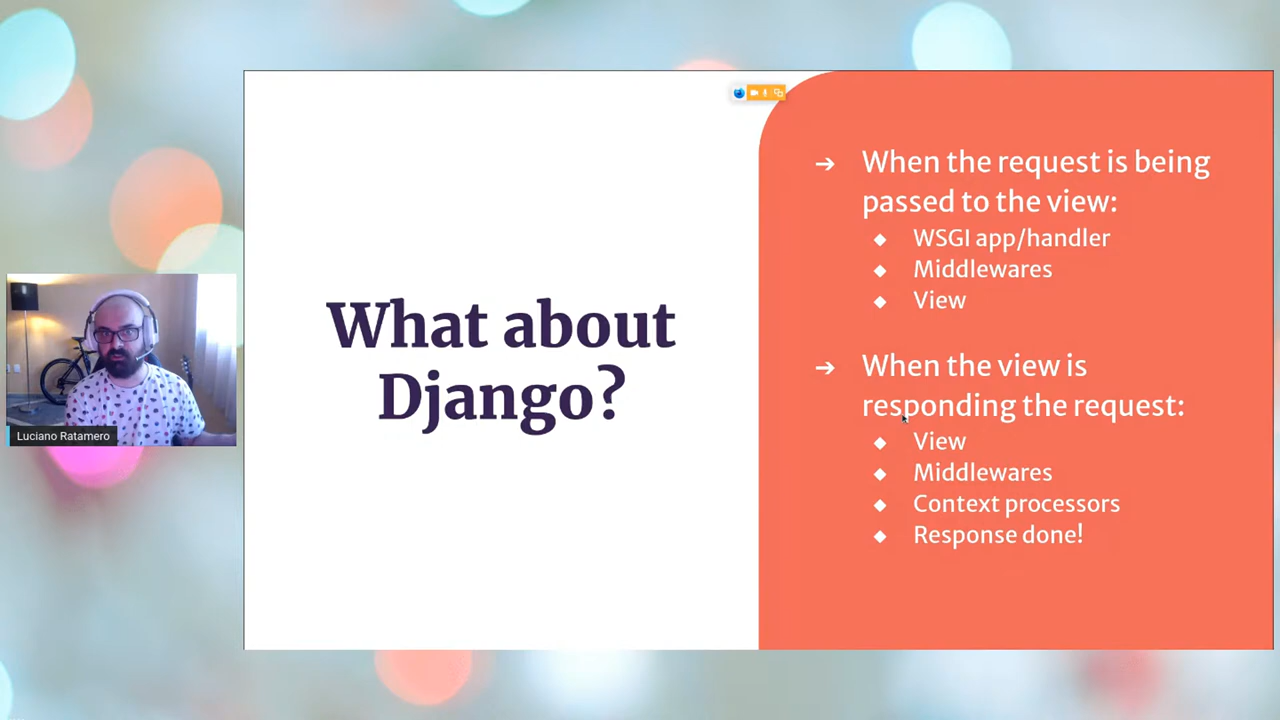 What about
Django?
➔ When the request is being
passed to the view:
◆ WSGI app/handler
◆ Middlewares
◆ View
➔ When the view is
responding the request:
◆ View
◆ Middlewares
◆ Context processors
◆ Response done!
Luciano Ratamero